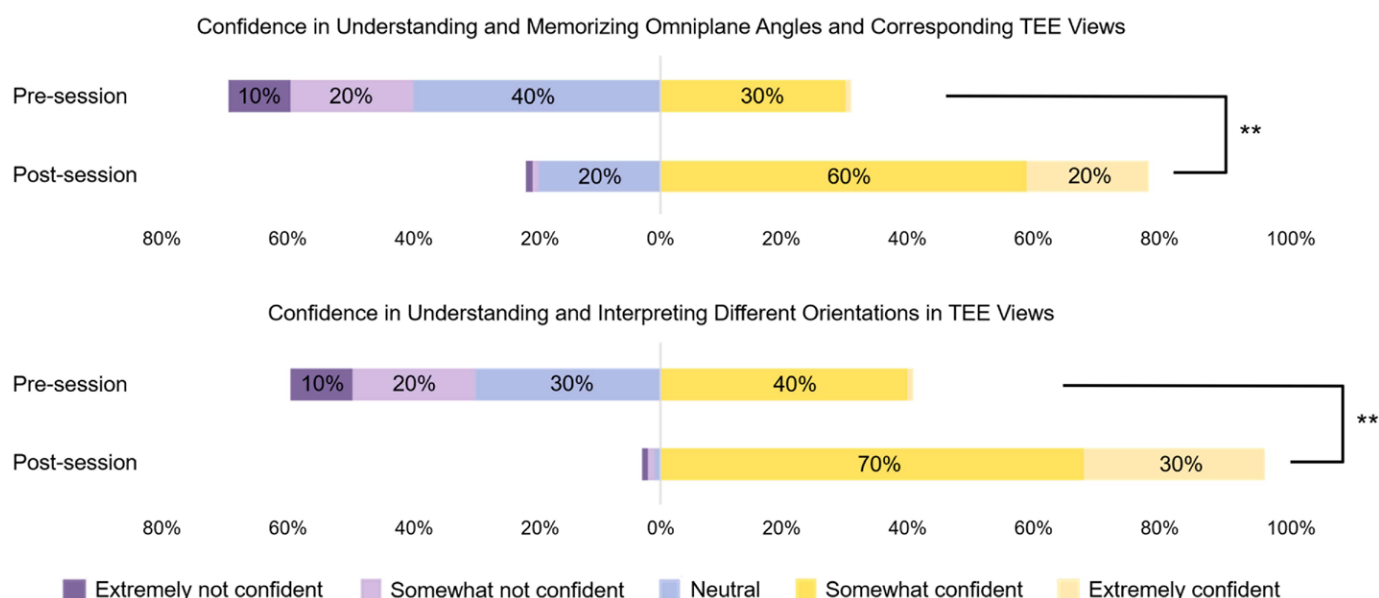 Confidence in Understanding and Memorizing Omniplane Angles and Corresponding TEE Views
Pre-session 10% 20% 40% 30%
**
Post-session 20% 60% 20%
80% 60% 40% 20% 0% 20% 40% 60% 80% 100%
Confidence in Understanding and Interpreting Different Orientations in TEE Views
Pre-session 10% 20% 30% 40%
**
Post-session 70% 30%
80% 60% 40% 20% 0% 20% 40% 60% 80% 100%
Extremely not confident Somewhat not confident Neutral Somewhat confident Extremely confident